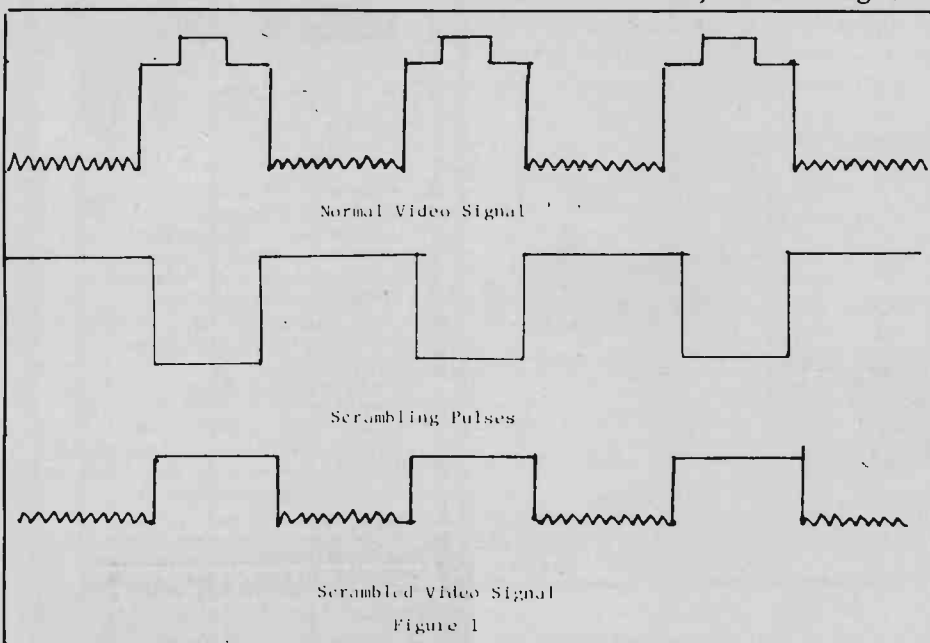 Normal Video Signal
Scrambling Pulses
Scrambled Video Signal
Figure 1